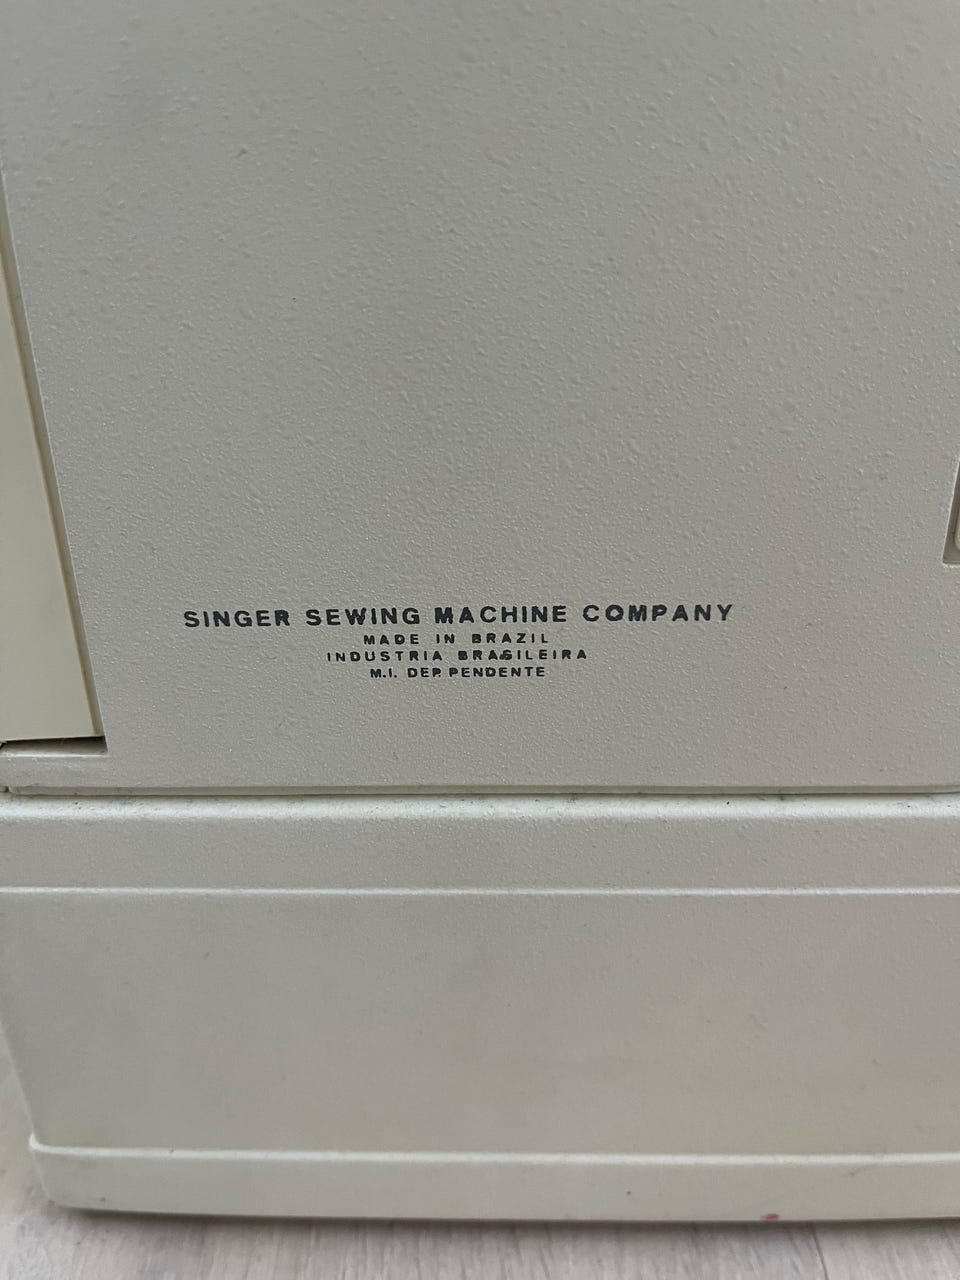 SINGER SEWING MACHINE COMPANY
MADE IN BRAZIL
INDUSTRIA BRASILEIRA
M.I. DEP. PENDENTE